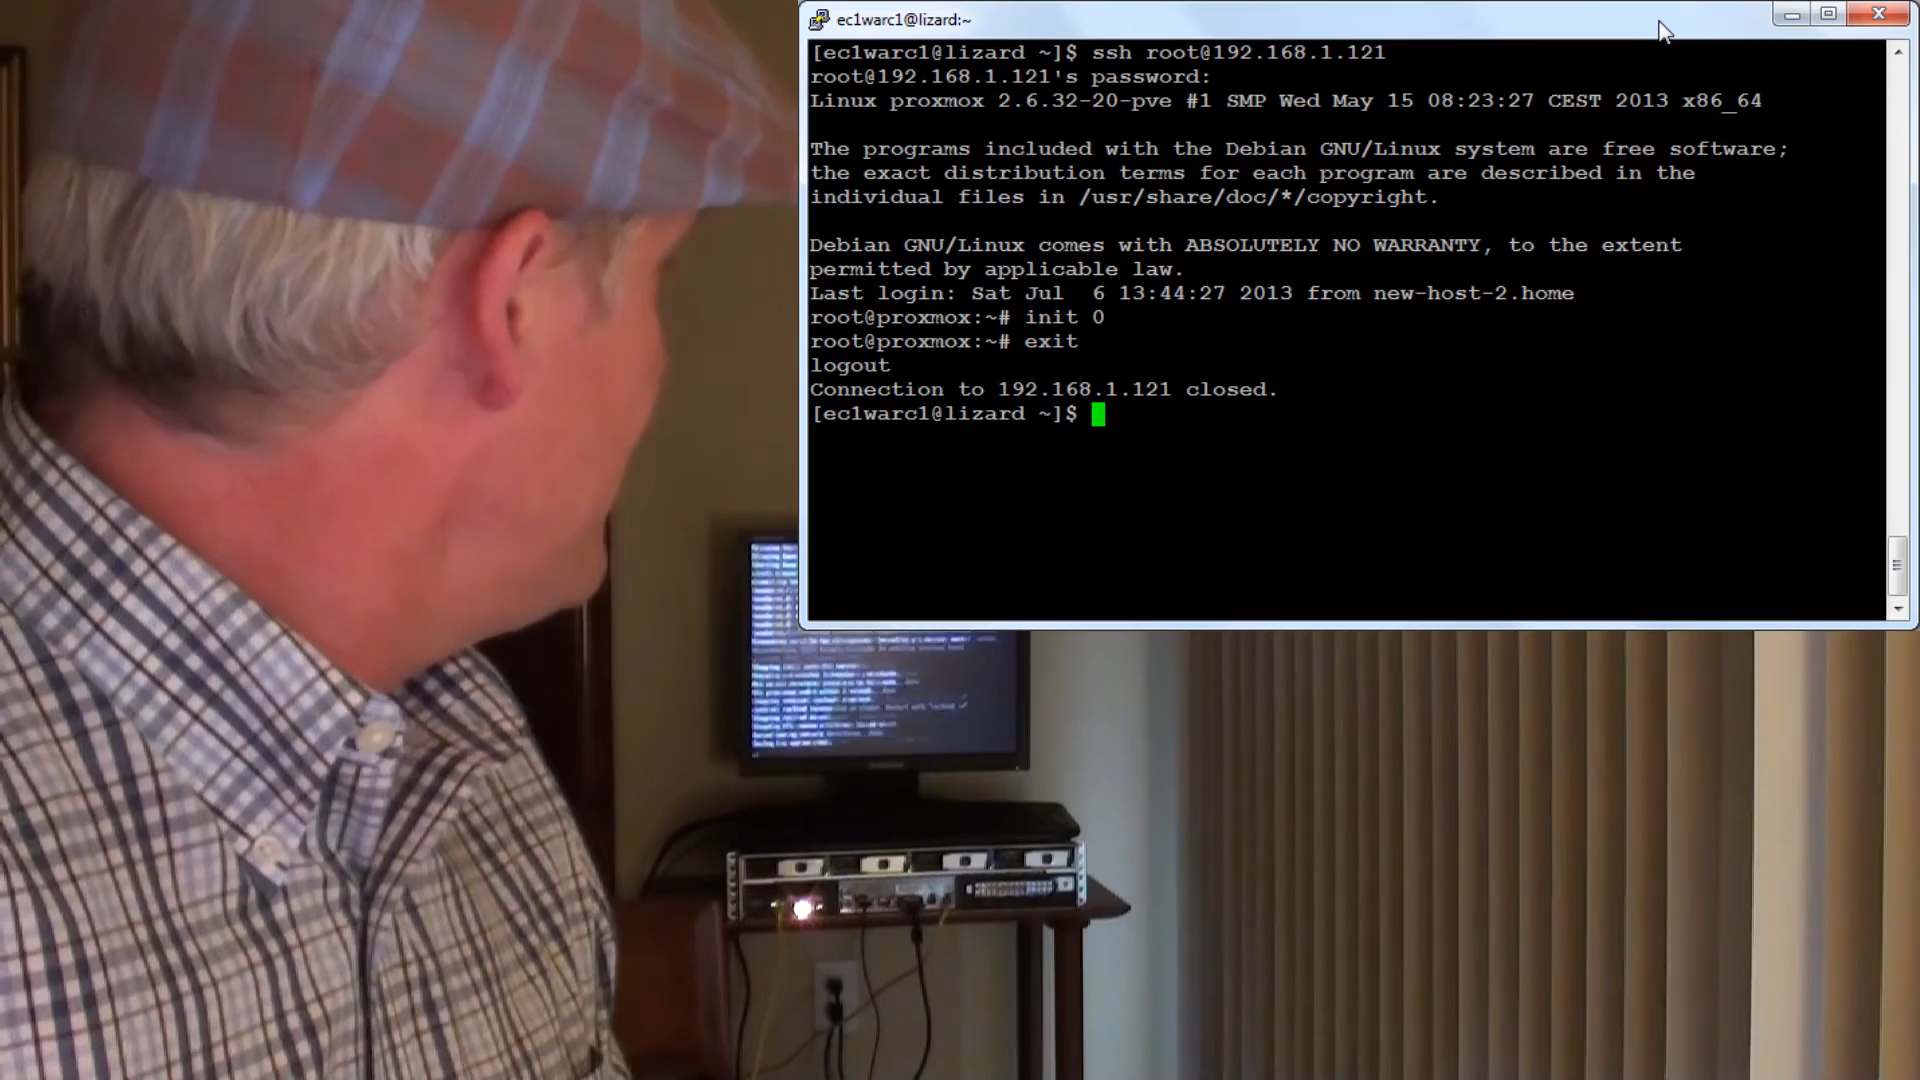 ec1warc1@lizard:~
[ec1warc1@lizard ~]$ ssh root@192.168.1.121
root@192.168.1.121's password:
Linux proxmox 2.6.32-20-pve #1 SMP Wed May 15 08:23:27 CEST 2013 x86_64
The programs included with the Debian GNU/Linux system are free software;
the exact distribution terms for each program are described in the
individual files in /usr/share/doc/*/copyright.
Debian GNU/Linux comes with ABSOLUTELY NO WARRANTY, to the extent
permitted by applicable law.
Last login: Sat Jul  6 13:44:27 2013 from new-host-2.home
root@proxmox:~# init 0
root@proxmox:~# exit
logout
Connection to 192.168.1.121 closed.
[ec1warc1@lizard ~]$